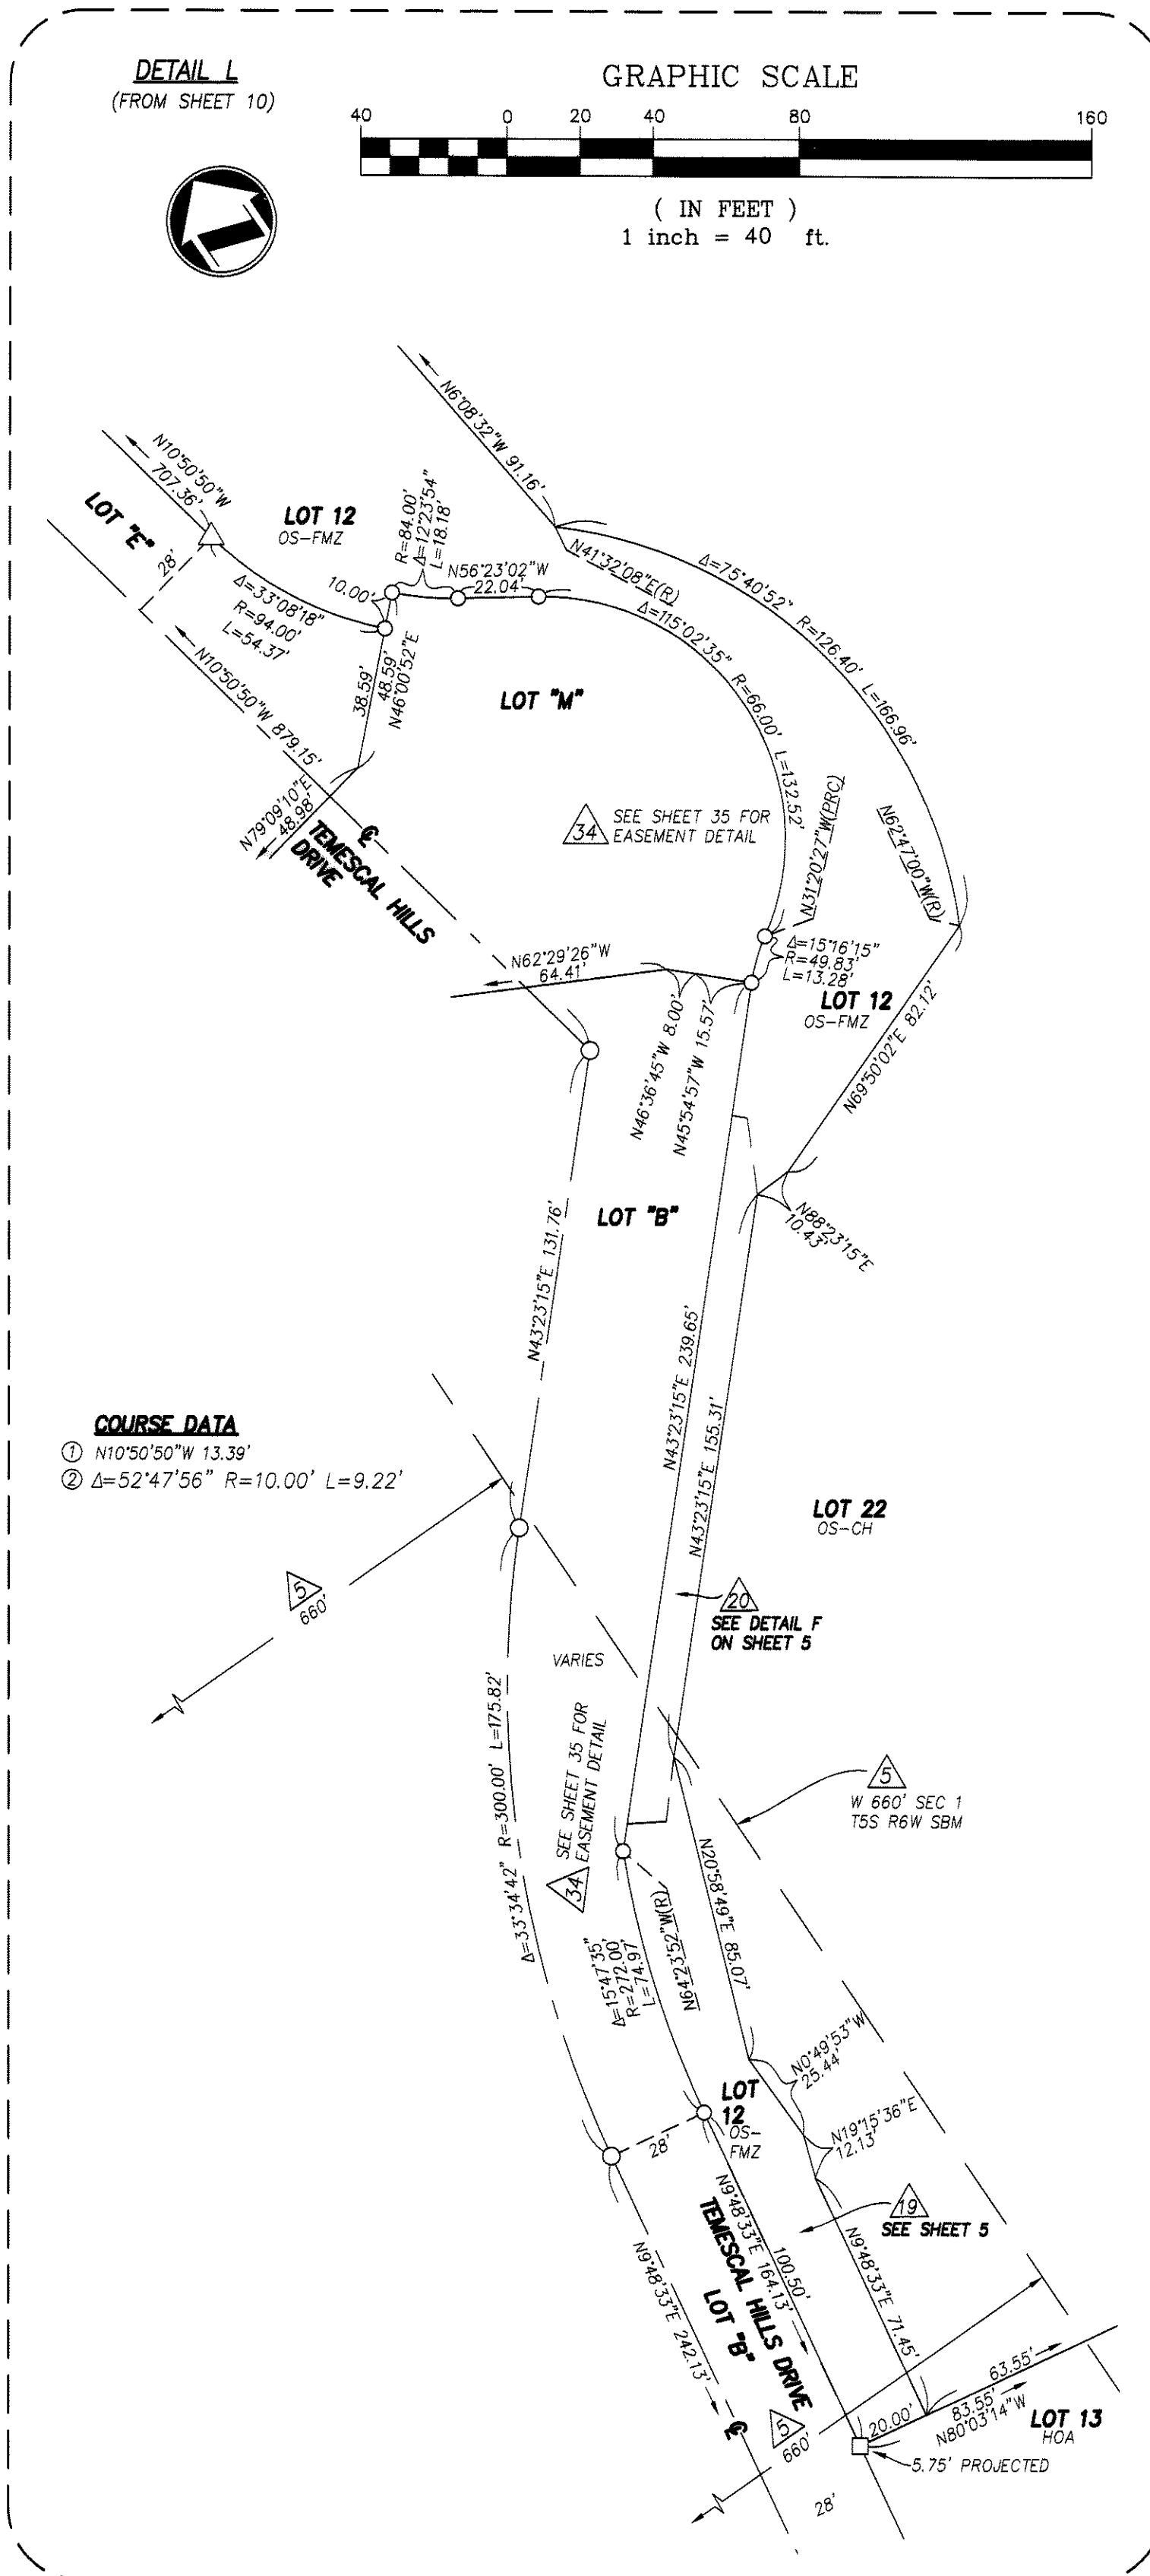 DETAIL L
(FROM SHEET 10)
GRAPHIC SCALE
40 0 20 40 80 160
( IN FEET )
1 inch = 40 ft.
N6°08'32"W 91.16'
N10°50'50"W
707.36'
LOT "E"
28'
LOT 12
OS-FMZ
Δ=33°08'18"
R=94.00'
L=54.37'
10.00'
R=84.00'
Δ=12°23'54"
L=18.18'
N56°23'02"W
22.04'
N41°32'08"E(R)
Δ=75°40'52" R=126.40' L=166.96'
Δ=115°02'35" R=66.00' L=132.52'
38.59'
48.59'
N46°00'52"E
LOT "M"
N10°50'50"W 879.15'
N79°09'10"E
48.98'
TEMESCAL HILLS
DRIVE
34
SEE SHEET 35 FOR
EASEMENT DETAIL
N31°20'27"W(PRC)
N62°47'00"W(R)
Δ=15°16'15"
R=49.83'
L=13.28'
N62°29'26"W
64.41'
LOT 12
OS-FMZ
N46°36'45"W 8.00'
N45°54'57"W 15.57'
N69°50'02"E 82.12'
N88°23'15"E
10.43'
N43°23'15"E 131.76'
LOT "B"
N43°23'15"E 239.65'
N43°23'15"E 155.31'
COURSE DATA
1 N10°50'50"W 13.39'
2 Δ=52°47'56" R=10.00' L=9.22'
LOT 22
OS-CH
5
660'
20
SEE DETAIL F
ON SHEET 5
VARIES
34
SEE SHEET 35 FOR
EASEMENT DETAIL
Δ=33°34'42" R=300.00' L=175.82'
5
W 660' SEC 1
T5S R6W SBM
N20°58'49"E 85.07'
N64°23'52"W(R)
Δ=15°47'35"
R=272.00'
L=74.97'
N0°49'53"W
25.44'
LOT
12
OS-
FMZ
28'
N19°15'36"E
12.13'
19
SEE SHEET 5
N9°48'33"E 164.13'
100.50'
N9°48'33"E 71.45'
TEMESCAL HILLS DRIVE
LOT "B"
N9°48'33"E 242.13'
5
660'
63.55'
20.00'
83.55'
N80°03'14"W
LOT 13
HOA
5.75' PROJECTED
28'